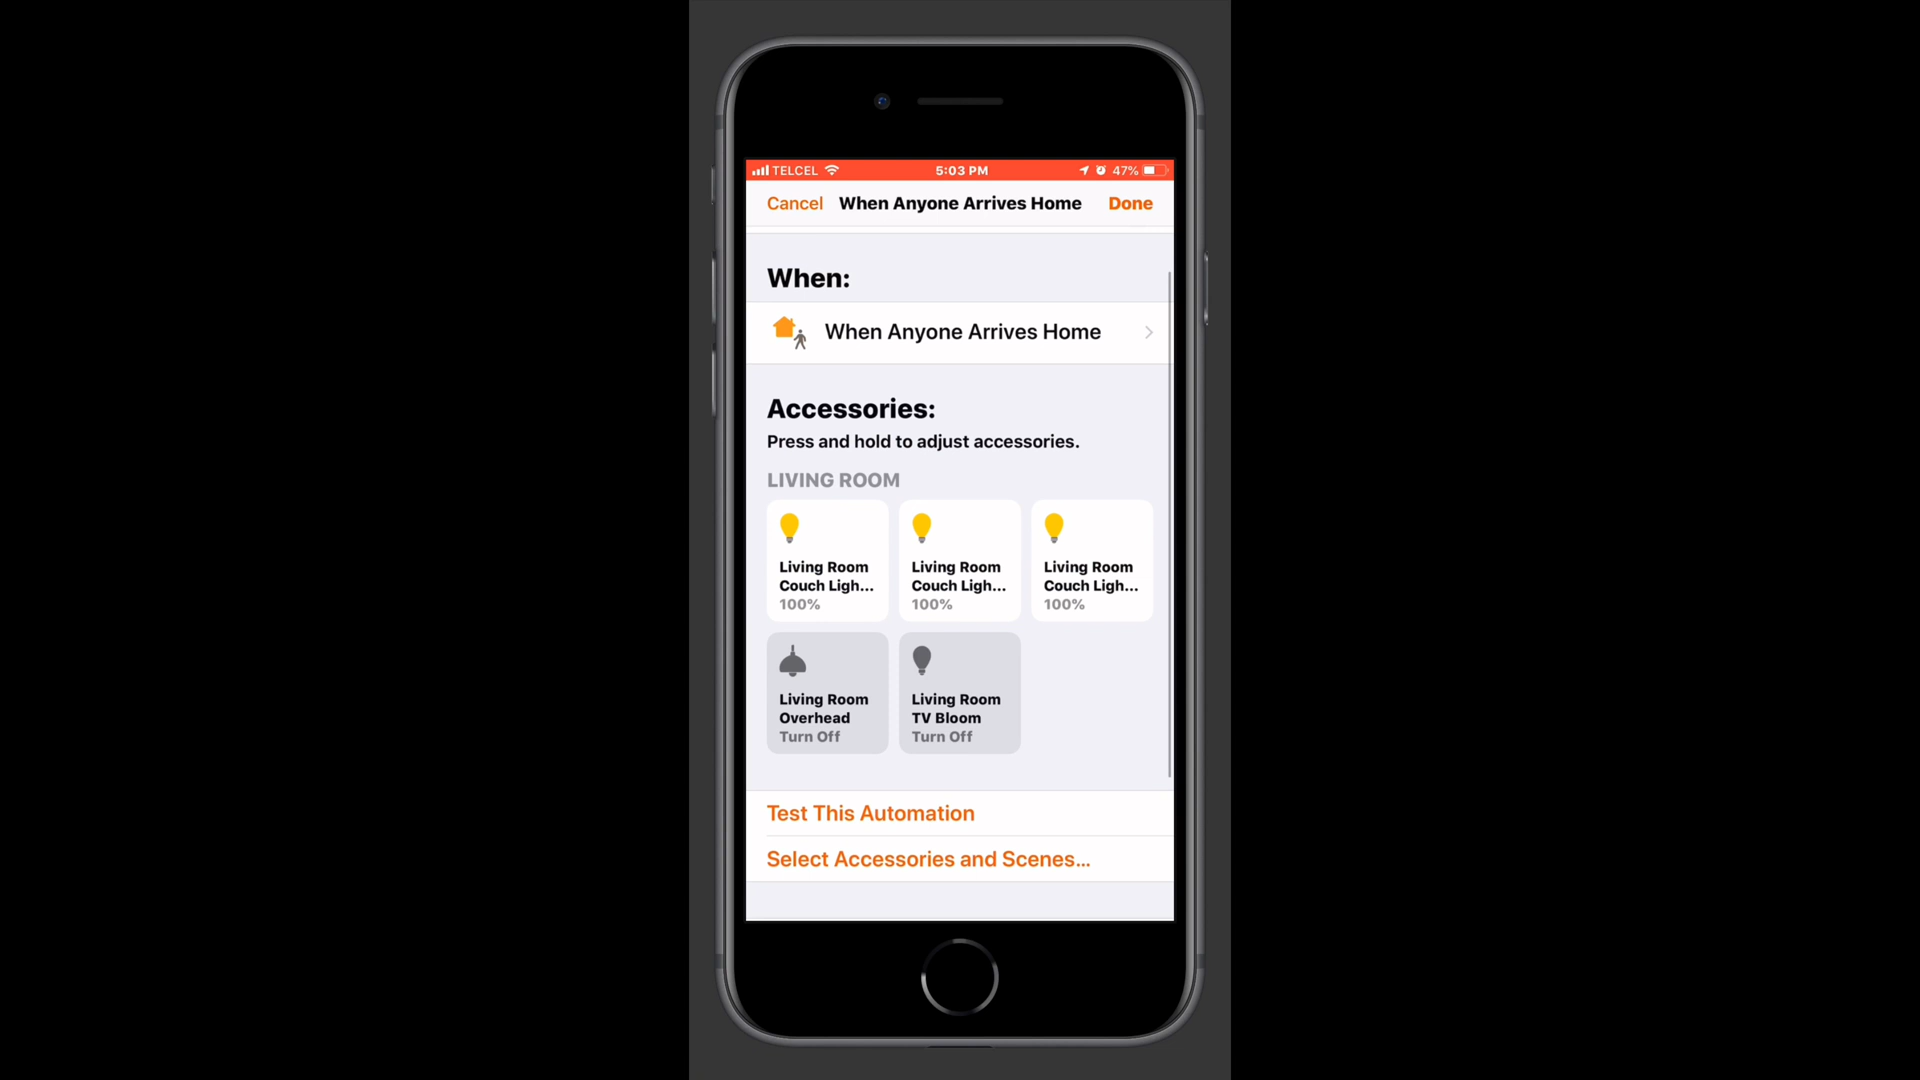 TELCEL 5:03 PM 47%
Cancel When Anyone Arrives Home Done
When:
When Anyone Arrives Home
Accessories:
Press and hold to adjust accessories.
LIVING ROOM
Living Room
Couch Ligh...
100%
Living Room
Couch Ligh...
100%
Living Room
Couch Ligh...
100%
Living Room
Overhead
Turn Off
Living Room
TV Bloom
Turn Off
Test This Automation
Select Accessories and Scenes...